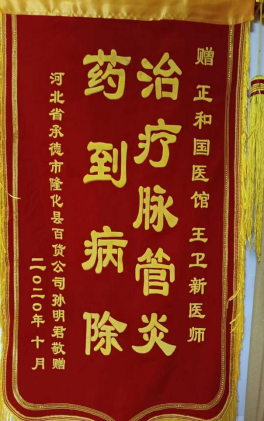 赠 正和国医馆 王卫新医师
治疗脉管炎
药到病除
河北省承德市隆化县百货公司孙明君敬赠
二〇二〇年十月